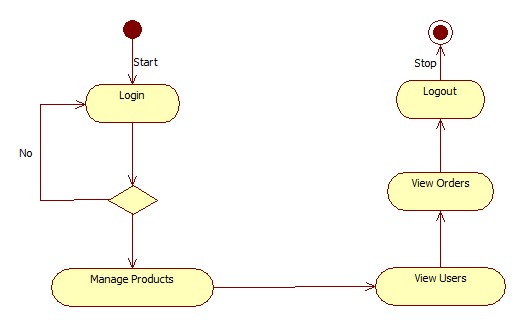 Start
Stop
Login
Logout
No
View Orders
Manage Products
View Users